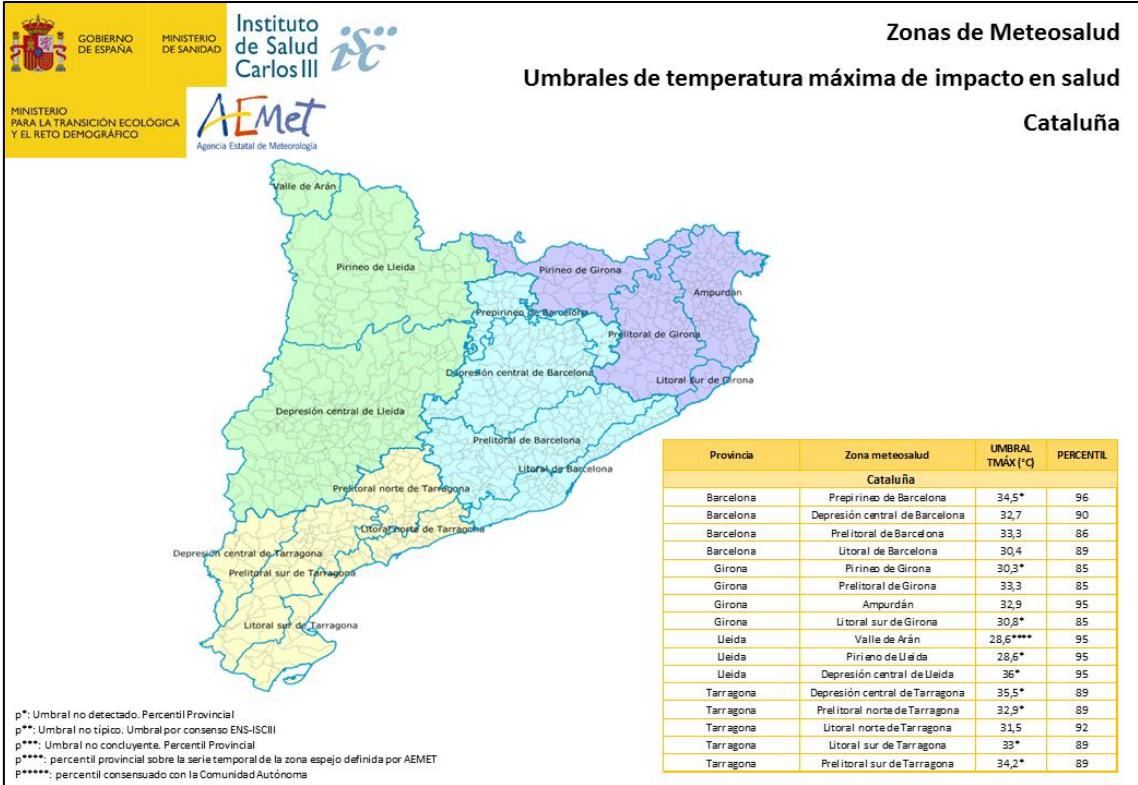 GOBIERNO
DE ESPAÑA
MINISTERIO
DE SANIDAD
Instituto
de Salud
Carlos III
isc
MINISTERIO
PARA LA TRANSICIÓN ECOLÓGICA
Y EL RETO DEMOGRÁFICO
AEMet
Agencia Estatal de Meteorología
Zonas de Meteosalud
Umbrales de temperatura máxima de impacto en salud
Cataluña
Valle de Arán
Pirineo de Lleida
Pirineo de Girona
Ampurdán
Prepirineo de Barcelona
Prelitoral de Girona
Depresión central de Barcelona
Litoral sur de Girona
Depresión central de Lleida
Prelitoral de Barcelona
Litoral de Barcelona
Prelitoral norte de Tarragona
Litoral norte de Tarragona
Depresión central de Tarragona
Prelitoral sur de Tarragona
Litoral sur de Tarragona
Provincia Zona meteosalud UMBRAL TMÁX (°C) PERCENTIL
Cataluña
Barcelona Prepirineo de Barcelona 34,5* 96
Barcelona Depresión central de Barcelona 32,7 90
Barcelona Prelitoral de Barcelona 33,3 86
Barcelona Litoral de Barcelona 30,4 89
Girona Pirineo de Girona 30,3* 85
Girona Prelitoral de Girona 33,3 85
Girona Ampurdán 32,9 95
Girona Litoral sur de Girona 30,8* 85
Lleida Valle de Arán 28,6**** 95
Lleida Pirieno de Lleida 28,6* 95
Lleida Depresión central de Lleida 36* 95
Tarragona Depresión central de Tarragona 35,5* 89
Tarragona Prelitoral norte de Tarragona 32,9* 89
Tarragona Litoral norte de Tarragona 31,5 92
Tarragona Litoral sur de Tarragona 33* 89
Tarragona Prelitoral sur de Tarragona 34,2* 89
p*: Umbral no detectado. Percentil Provincial
p**: Umbral no típico. Umbral por consenso ENS-ISCIII
p***: Umbral no concluyente. Percentil Provincial
p****: percentil provincial sobre la serie temporal de la zona espejo definida por AEMET
P*****: percentil consensuado con la Comunidad Autónoma